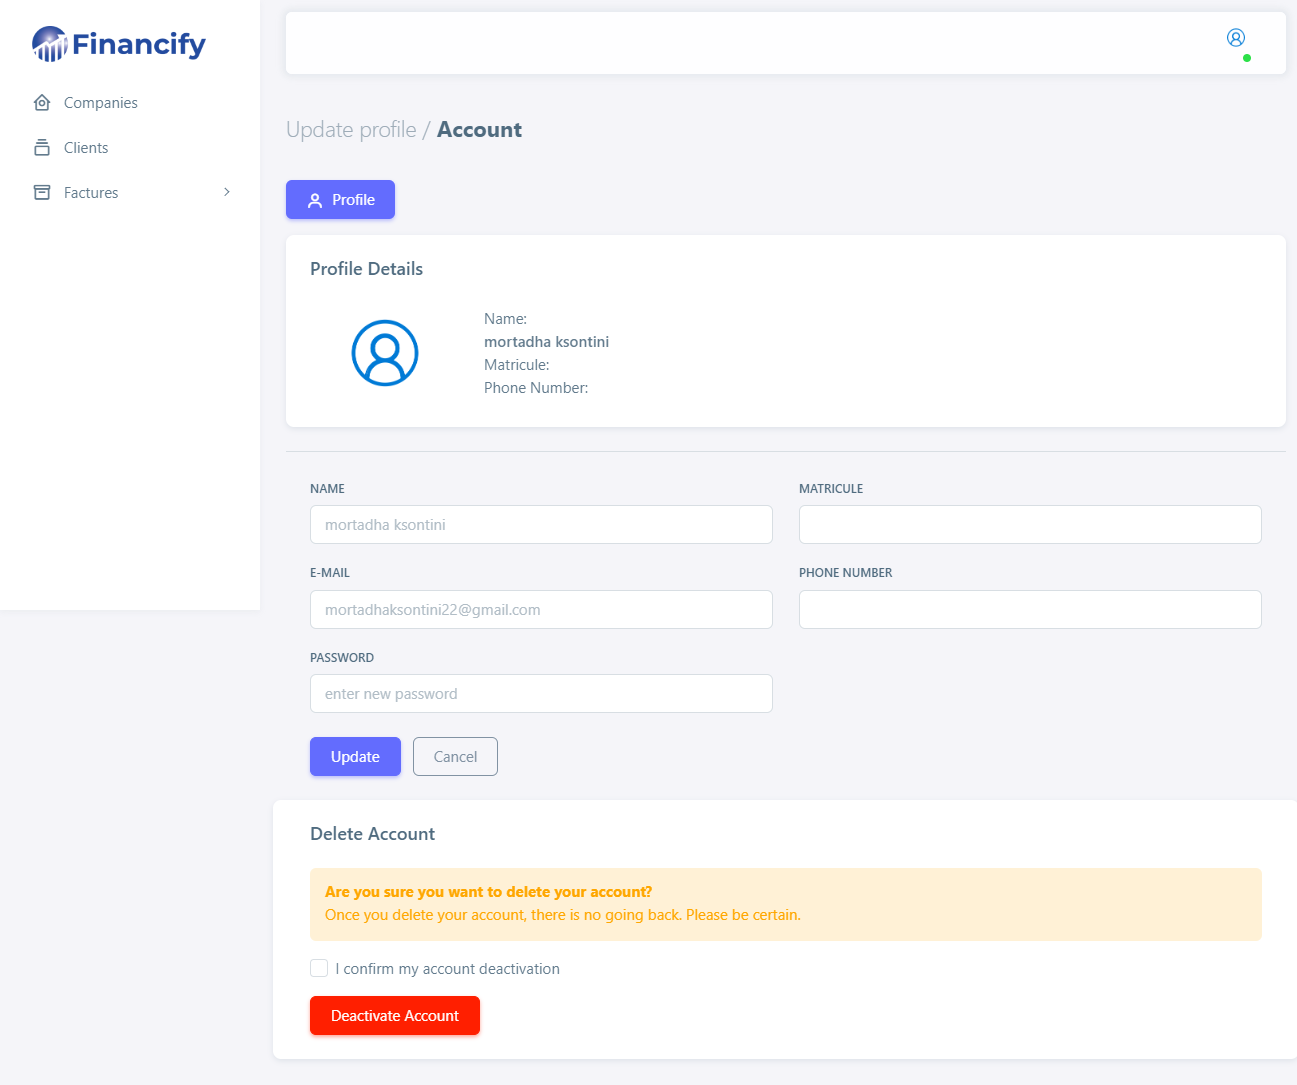 Financify
Companies
Clients
Factures
Update profile / Account
Profile
Profile Details
Name:
mortadha ksontini
Matricule:
Phone Number:
NAME
MATRICULE
mortadha ksontini
E-MAIL
PHONE NUMBER
mortadhaksontini22@gmail.com
PASSWORD
enter new password
Update
Cancel
Delete Account
Are you sure you want to delete your account?
Once you delete your account, there is no going back. Please be certain.
I confirm my account deactivation
Deactivate Account